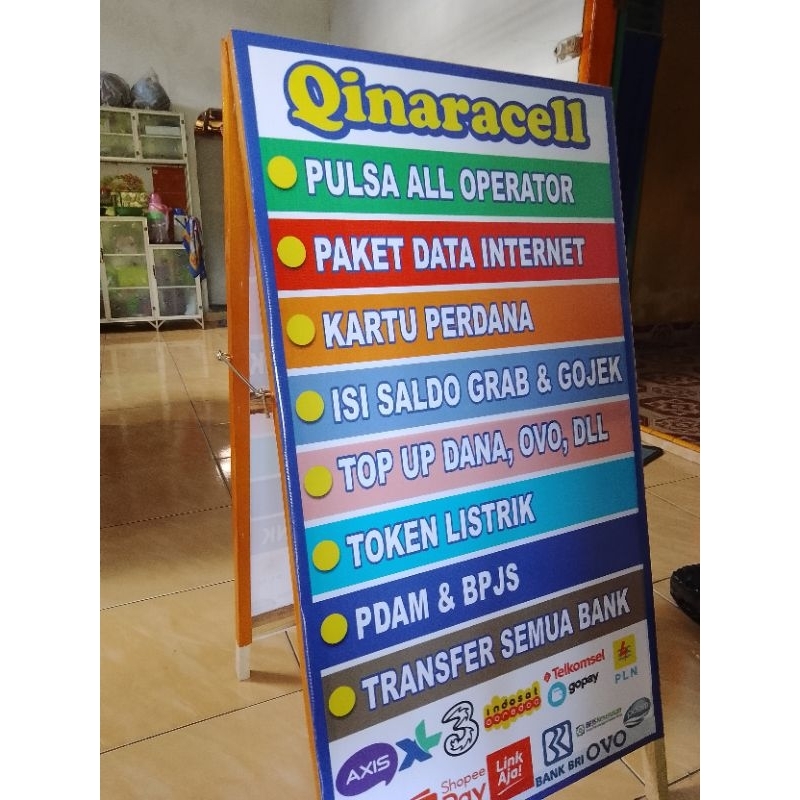 Qinaracell
PULSA ALL OPERATOR
PAKET DATA INTERNET
KARTU PERDANA
ISI SALDO GRAB & GOJEK
TOP UP DANA, OVO, DLL
TOKEN LISTRIK
PDAM & BPJS
TRANSFER SEMUA BANK
AXIS
XL
3
indosat
ooredoo
Telkomsel
gopay
PLN
Shopee
Pay
Link
Aja!
BANK BRI
OVO